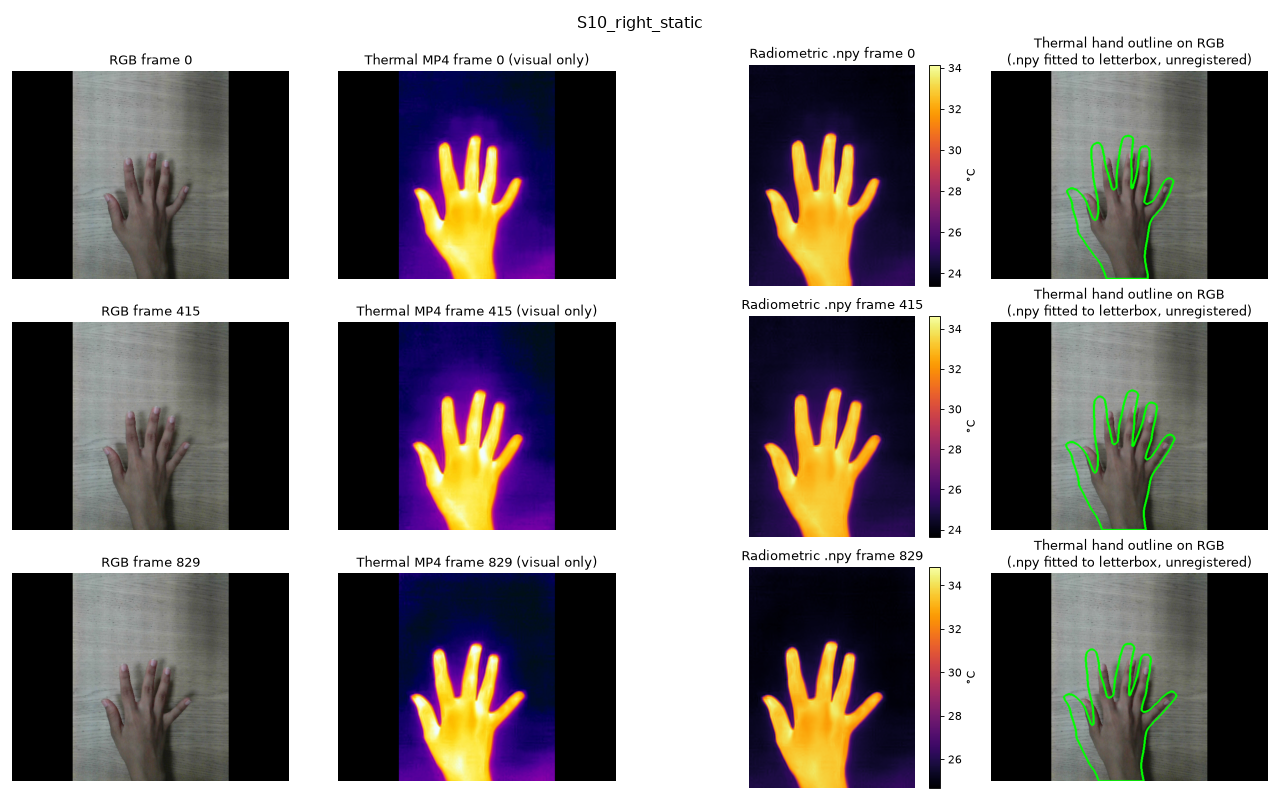 S10_right_static
RGB frame 0
Thermal MP4 frame 0 (visual only)
Radiometric .npy frame 0
Thermal hand outline on RGB
(.npy fitted to letterbox, unregistered)
34
32
30
28
26
24
°C
RGB frame 415
Thermal MP4 frame 415 (visual only)
Radiometric .npy frame 415
Thermal hand outline on RGB
(.npy fitted to letterbox, unregistered)
34
32
30
28
26
24
°C
RGB frame 829
Thermal MP4 frame 829 (visual only)
Radiometric .npy frame 829
Thermal hand outline on RGB
(.npy fitted to letterbox, unregistered)
34
32
30
28
26
°C